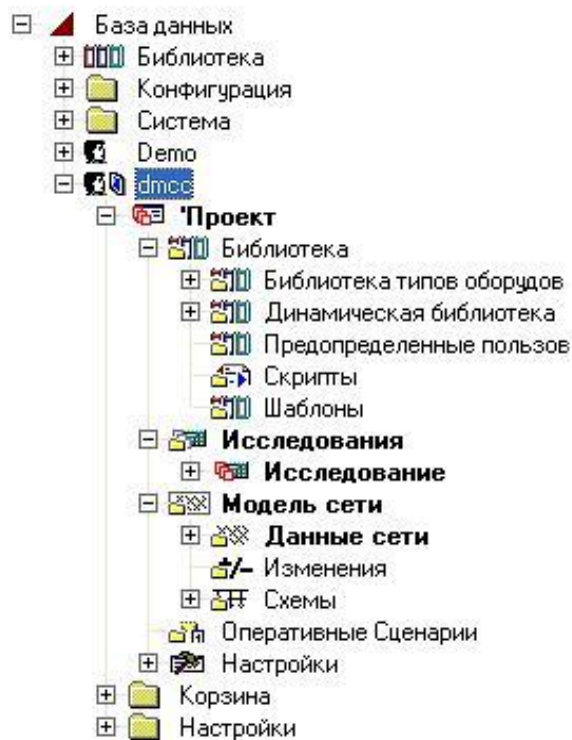 База данных
Библиотека
Конфигурация
Система
Demo
dmcc
'Проект
Библиотека
Библиотека типов оборудов
Динамическая библиотека
Предопределенные пользов
Скрипты
Шаблоны
Исследования
Исследование
Модель сети
Данные сети
Изменения
Схемы
Оперативные Сценарии
Настройки
Корзина
Настройки